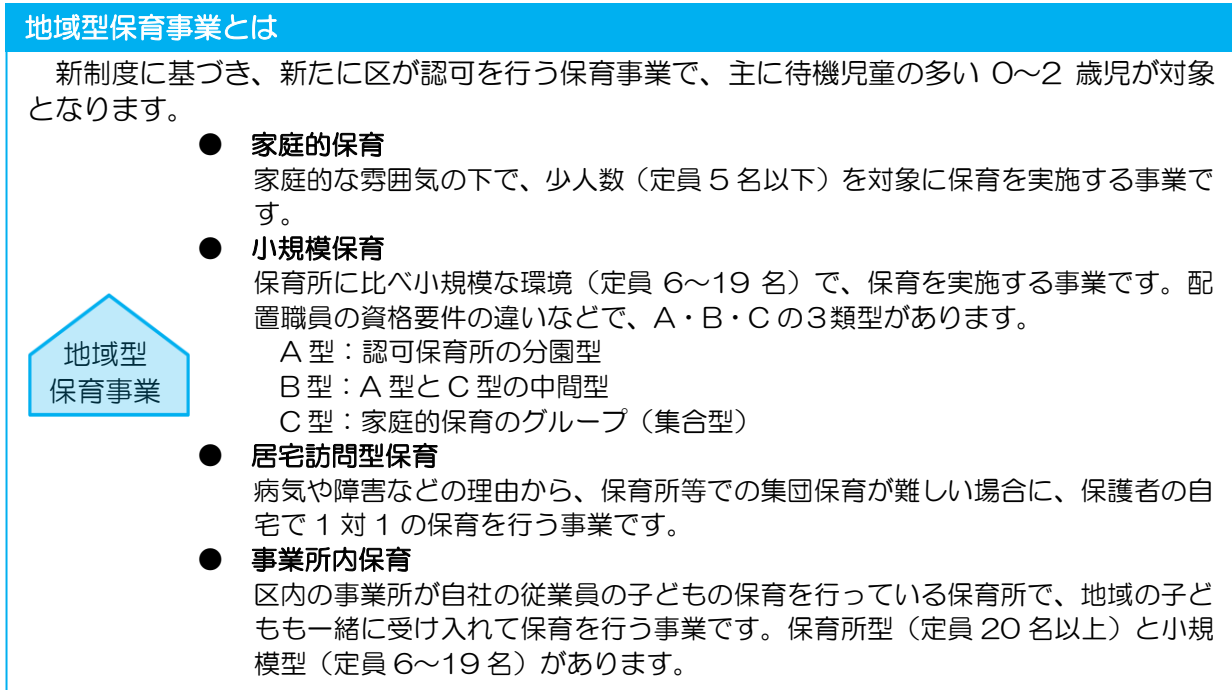 地域型保育事業とは
新制度に基づき、新たに区が認可を行う保育事業で、主に待機児童の多い 0～2 歳児が対象
となります。
● 家庭的保育
家庭的な雰囲気の下で、少人数（定員 5 名以下）を対象に保育を実施する事業で
す。
● 小規模保育
保育所に比べ小規模な環境（定員 6～19 名）で、保育を実施する事業です。配
置職員の資格要件の違いなどで、A・B・C の３類型があります。
A 型：認可保育所の分園型
B 型：A 型と C 型の中間型
C 型：家庭的保育のグループ（集合型）
● 居宅訪問型保育
病気や障害などの理由から、保育所等での集団保育が難しい場合に、保護者の自
宅で 1 対 1 の保育を行う事業です。
● 事業所内保育
区内の事業所が自社の従業員の子どもの保育を行っている保育所で、地域の子ど
もも一緒に受け入れて保育を行う事業です。保育所型（定員 20 名以上）と小規
模型（定員 6～19 名）があります。
地域型
保育事業